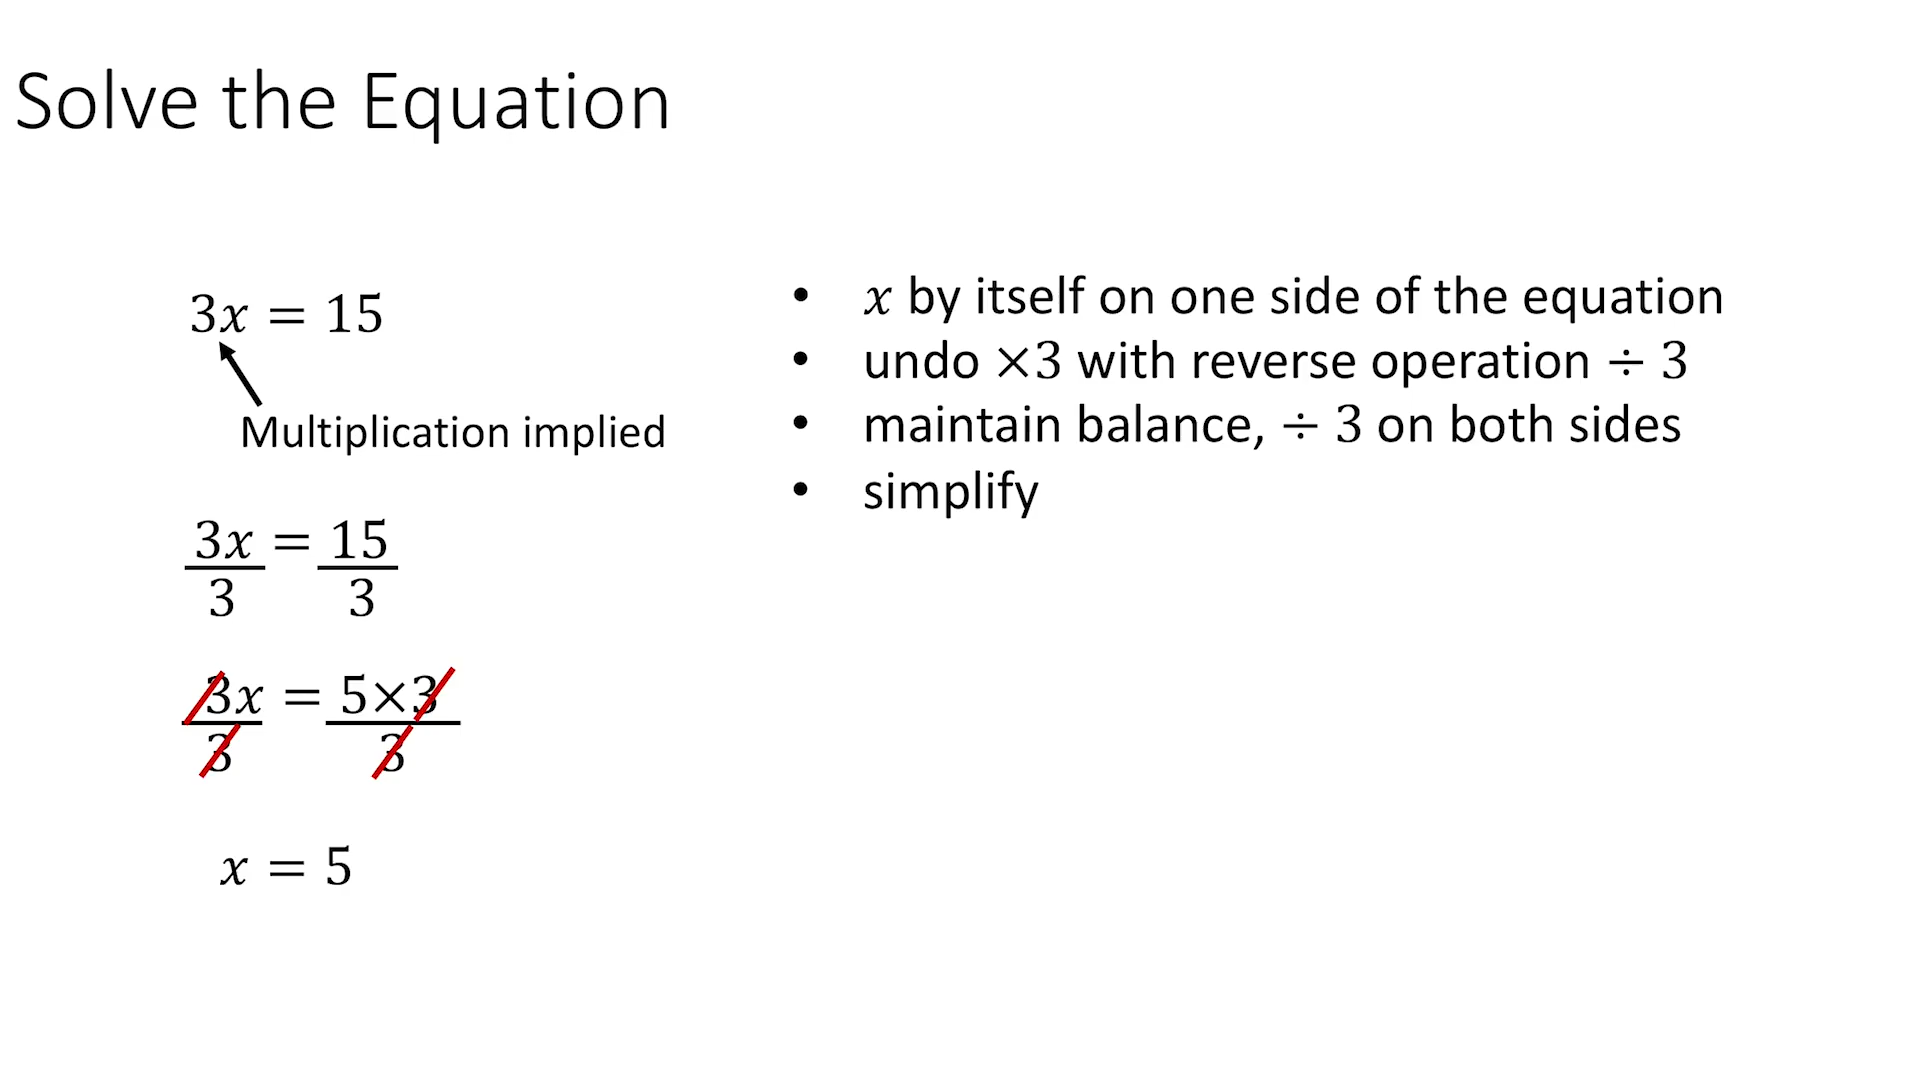 Solve the Equation
3x = 15
Multiplication implied
3x = 15
3 3
3x = 5×3
3 3
x = 5
• x by itself on one side of the equation
• undo ×3 with reverse operation ÷ 3
• maintain balance, ÷ 3 on both sides
• simplify